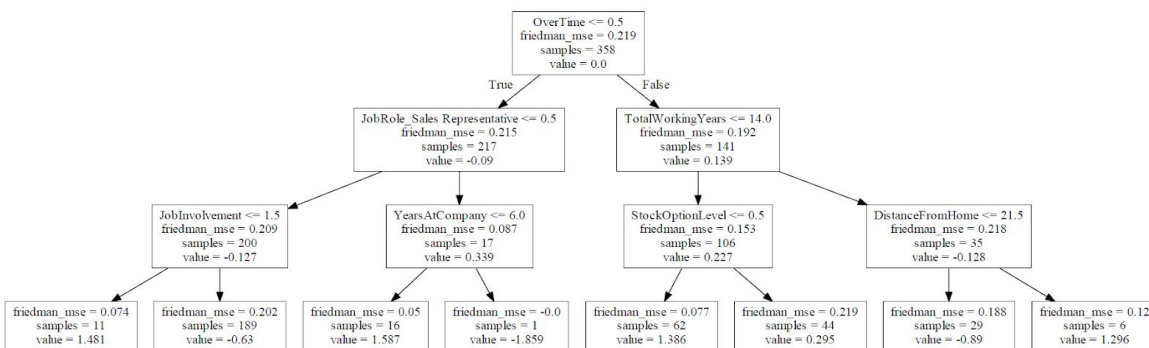 OverTime <= 0.5
friedman_mse = 0.219
samples = 358
value = 0.0
True
False
JobRole_Sales Representative <= 0.5
friedman_mse = 0.215
samples = 217
value = -0.09
TotalWorkingYears <= 14.0
friedman_mse = 0.192
samples = 141
value = 0.139
JobInvolvement <= 1.5
friedman_mse = 0.209
samples = 200
value = -0.127
YearsAtCompany <= 6.0
friedman_mse = 0.087
samples = 17
value = 0.339
StockOptionLevel <= 0.5
friedman_mse = 0.153
samples = 106
value = 0.227
DistanceFromHome <= 21.5
friedman_mse = 0.218
samples = 35
value = -0.128
friedman_mse = 0.074
samples = 11
value = 1.481
friedman_mse = 0.202
samples = 189
value = -0.63
friedman_mse = 0.05
samples = 16
value = 1.587
friedman_mse = -0.0
samples = 1
value = -1.859
friedman_mse = 0.077
samples = 62
value = 1.386
friedman_mse = 0.219
samples = 44
value = 0.295
friedman_mse = 0.188
samples = 29
value = -0.89
friedman_mse = 0.12
samples = 6
value = 1.296